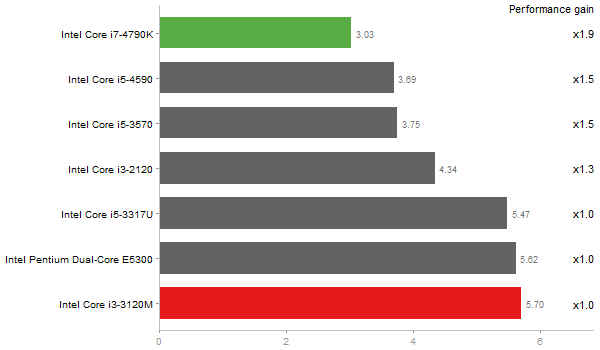 Performance gain
Intel Core i7-4790K 3.03 x1.9
Intel Core i5-4590 3.69 x1.5
Intel Core i5-3570 3.75 x1.5
Intel Core i3-2120 4.34 x1.3
Intel Core i5-3317U 5.47 x1.0
Intel Pentium Dual-Core E5300 5.62 x1.0
Intel Core i3-3120M 5.70 x1.0
0 2 4 6